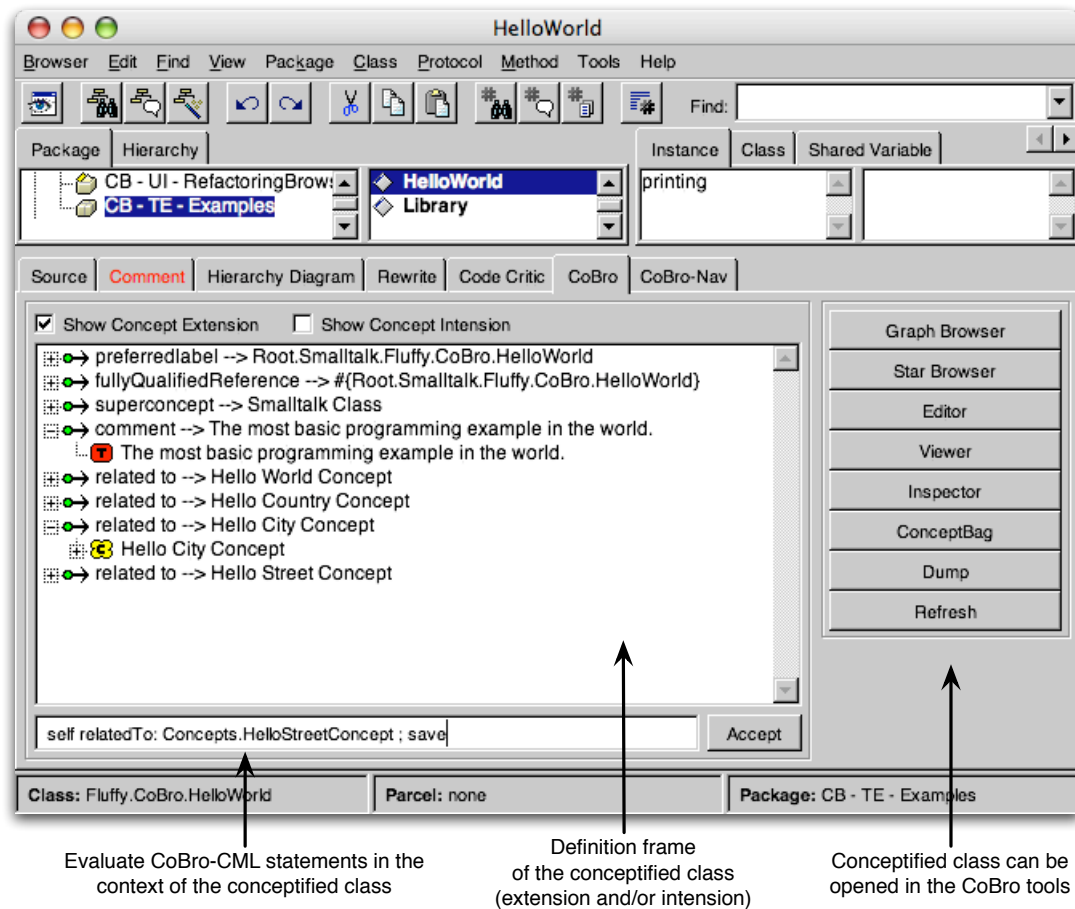 HelloWorld
Browser Edit Find View Package Class Protocol Method Tools Help
Find:
Package Hierarchy
Instance Class Shared Variable
CB - UI - RefactoringBrows
CB - TE - Examples
HelloWorld
Library
printing
Source Comment Hierarchy Diagram Rewrite Code Critic CoBro CoBro-Nav
Show Concept Extension Show Concept Intension
preferredlabel --> Root.Smalltalk.Fluffy.CoBro.HelloWorld
fullyQualifiedReference --> #{Root.Smalltalk.Fluffy.CoBro.HelloWorld}
superconcept --> Smalltalk Class
comment --> The most basic programming example in the world.
T The most basic programming example in the world.
related to --> Hello World Concept
related to --> Hello Country Concept
related to --> Hello City Concept
C Hello City Concept
related to --> Hello Street Concept
Graph Browser
Star Browser
Editor
Viewer
Inspector
ConceptBag
Dump
Refresh
self relatedTo: Concepts.HelloStreetConcept ; save
Accept
Class: Fluffy.CoBro.HelloWorld
Parcel: none
Package: CB - TE - Examples
Evaluate CoBro-CML statements in the
context of the conceptified class
Definition frame
of the conceptified class
(extension and/or intension)
Conceptified class can be
opened in the CoBro tools